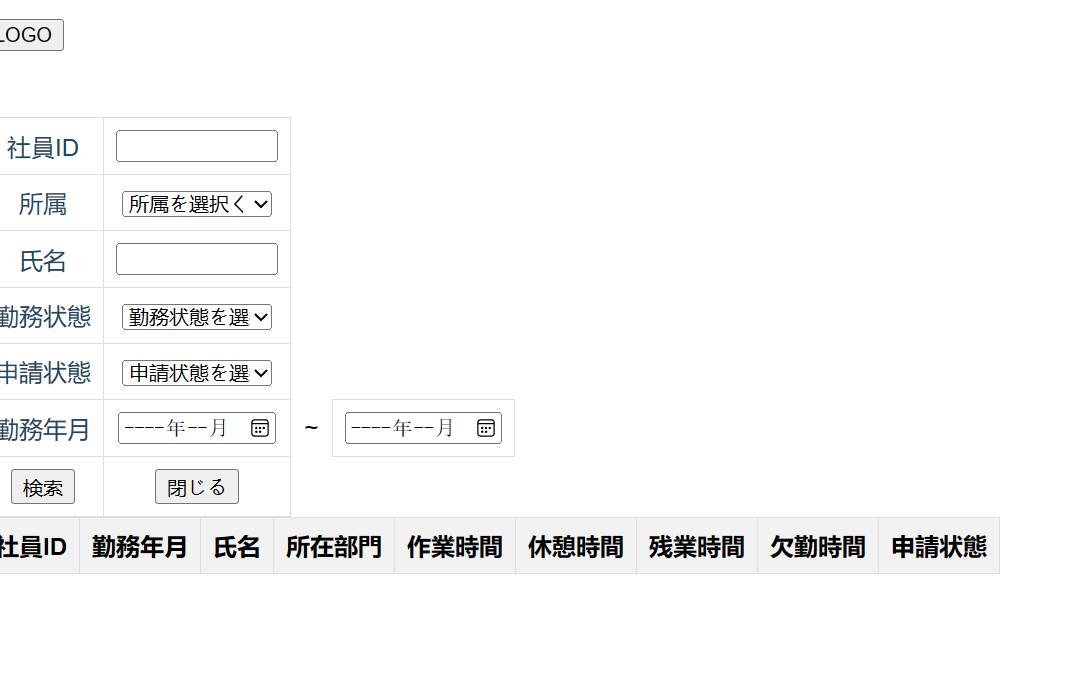 LOGO
社員ID
所属 所属を選択く
氏名
勤務状態 勤務状態を選
申請状態 申請状態を選
勤務年月 ----年--月 ~ ----年--月
検索 閉じる
社員ID 勤務年月 氏名 所在部門 作業時間 休憩時間 残業時間 欠勤時間 申請状態